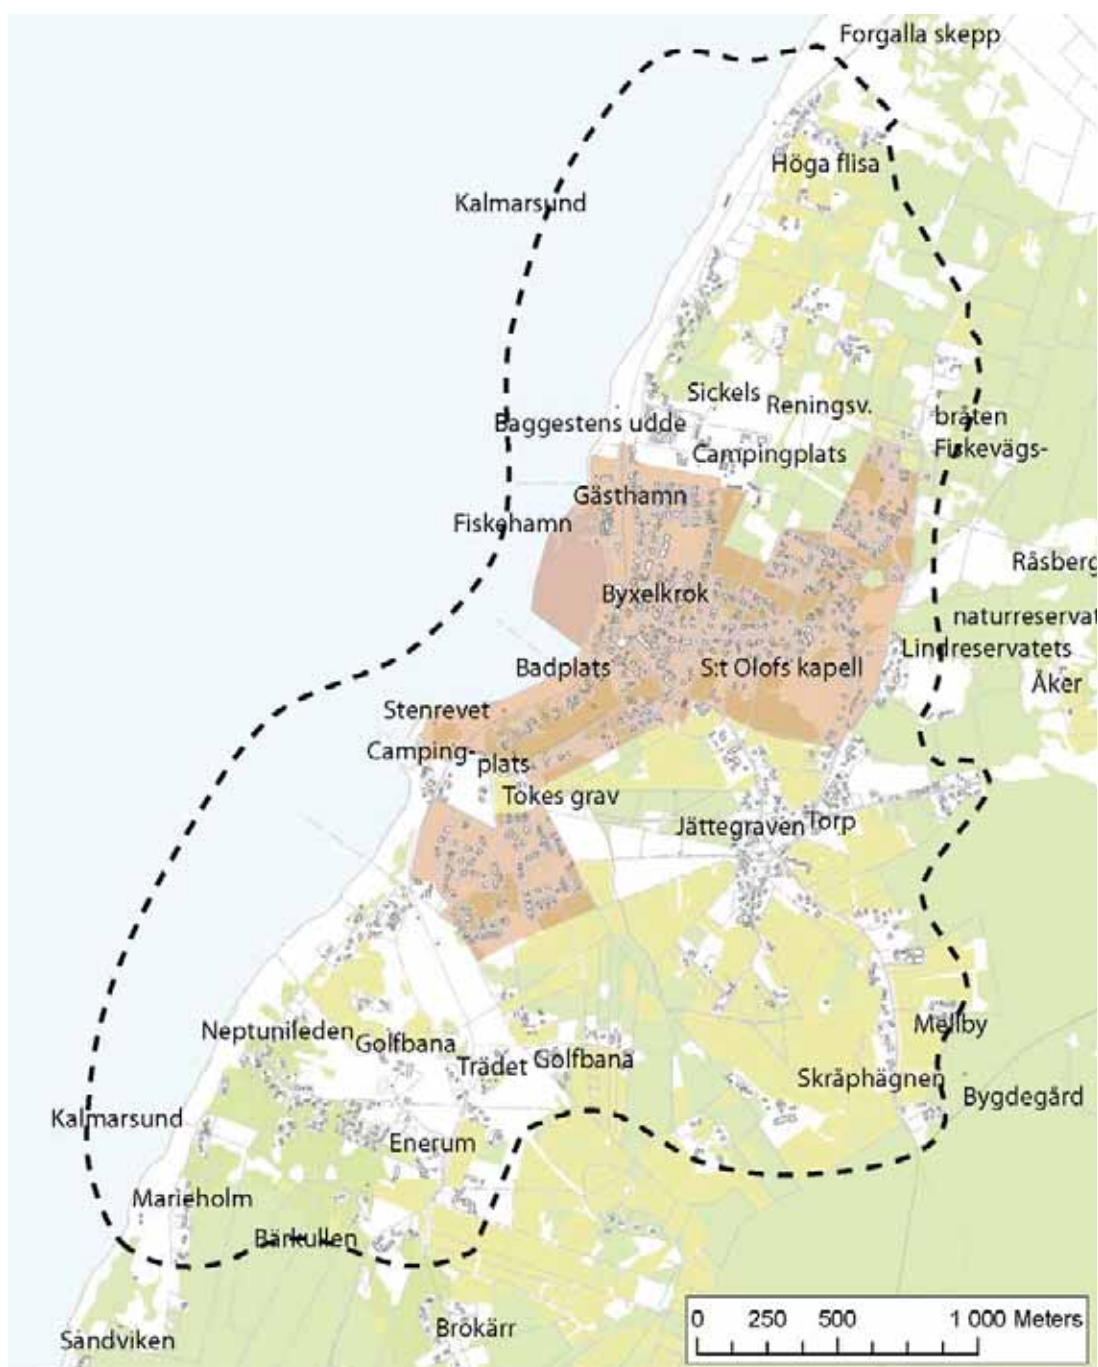 Forgalla skepp
Höga flisa
Kalmarsund
Sickels
Reningsv.
bråten
Baggestens udde
Fiskevägs-
Campingplats
Gästhamn
Fiskehamn
Råsberg
Byxelkrok
naturreservat
Lindreservatets
Badplats
S:t Olofs kapell
Åker
Stenrevet
Camping-
plats
Tokes grav
Jättegraven
Torp
Neptunileden
Golfbana
Trädet
Golfbana
Mellby
Skråphägnen
Bygdegård
Kalmarsund
Enerum
Marieholm
Bärkullen
0 250 500 1 000 Meters
Sandviken
Brökärr